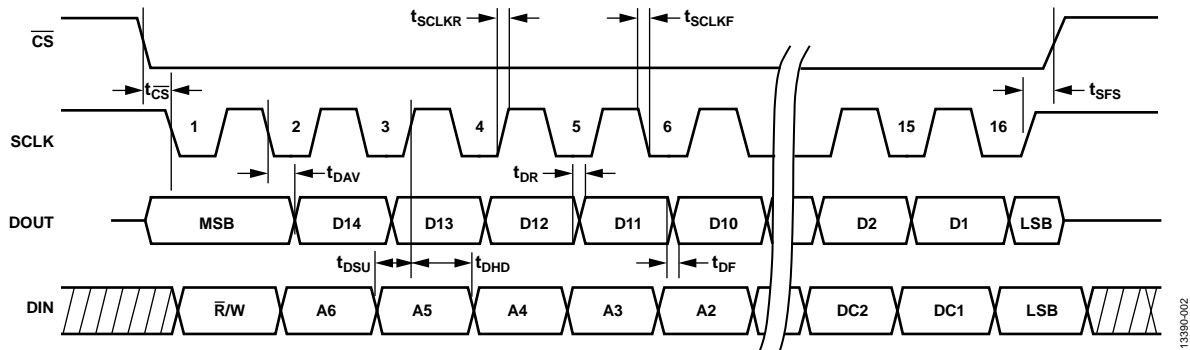 tSCLKR
tSCLKF
CS
tCS
tSFS
SCLK
1 2 3 4 5 6 15 16
tDAV
tDR
DOUT
MSB D14 D13 D12 D11 D10 D2 D1 LSB
tDSU
tDHD
tDF
DIN
R/W A6 A5 A4 A3 A2 DC2 DC1 LSB
13390-002